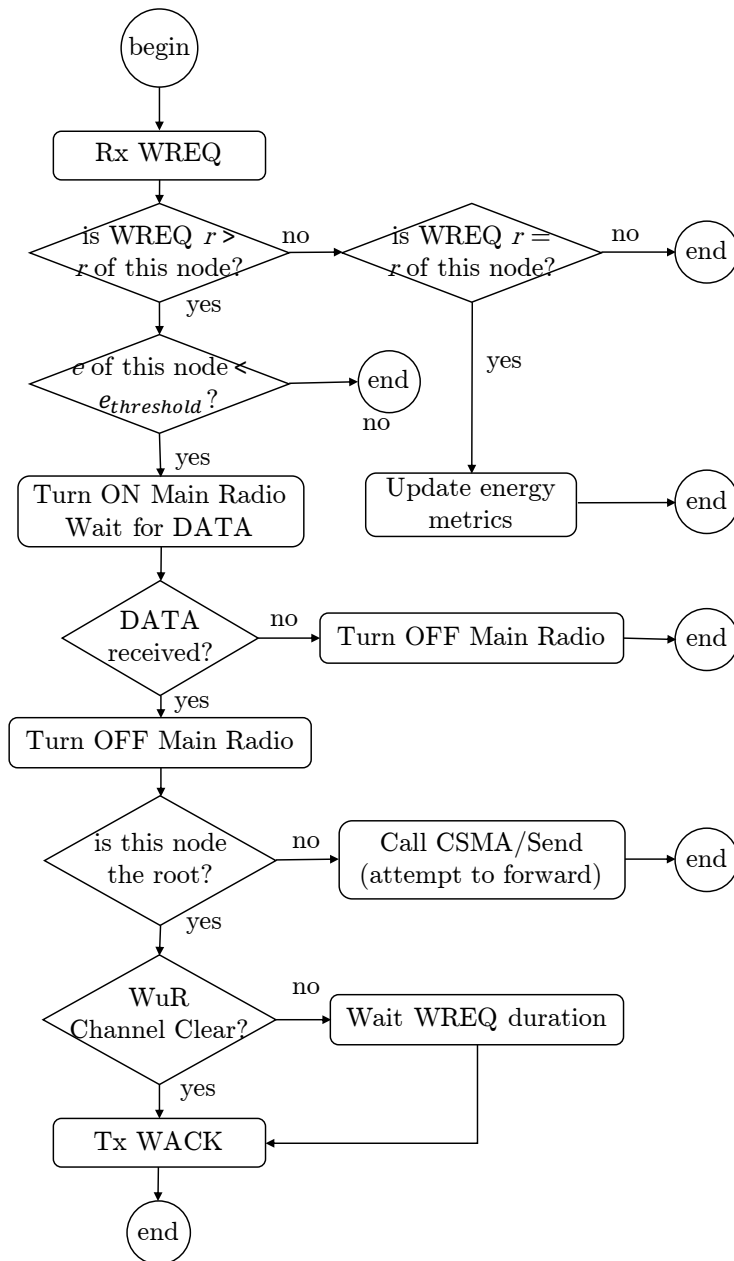 begin
Rx WREQ
is WREQ r >
r of this node?
no
is WREQ r =
r of this node?
no
end
yes
yes
e of this node <
e_threshold ?
end
no
yes
Turn ON Main Radio
Wait for DATA
Update energy
metrics
end
DATA
received?
no
Turn OFF Main Radio
end
yes
Turn OFF Main Radio
is this node
the root?
no
Call CSMA/Send
(attempt to forward)
end
yes
WuR
Channel Clear?
no
Wait WREQ duration
yes
Tx WACK
end